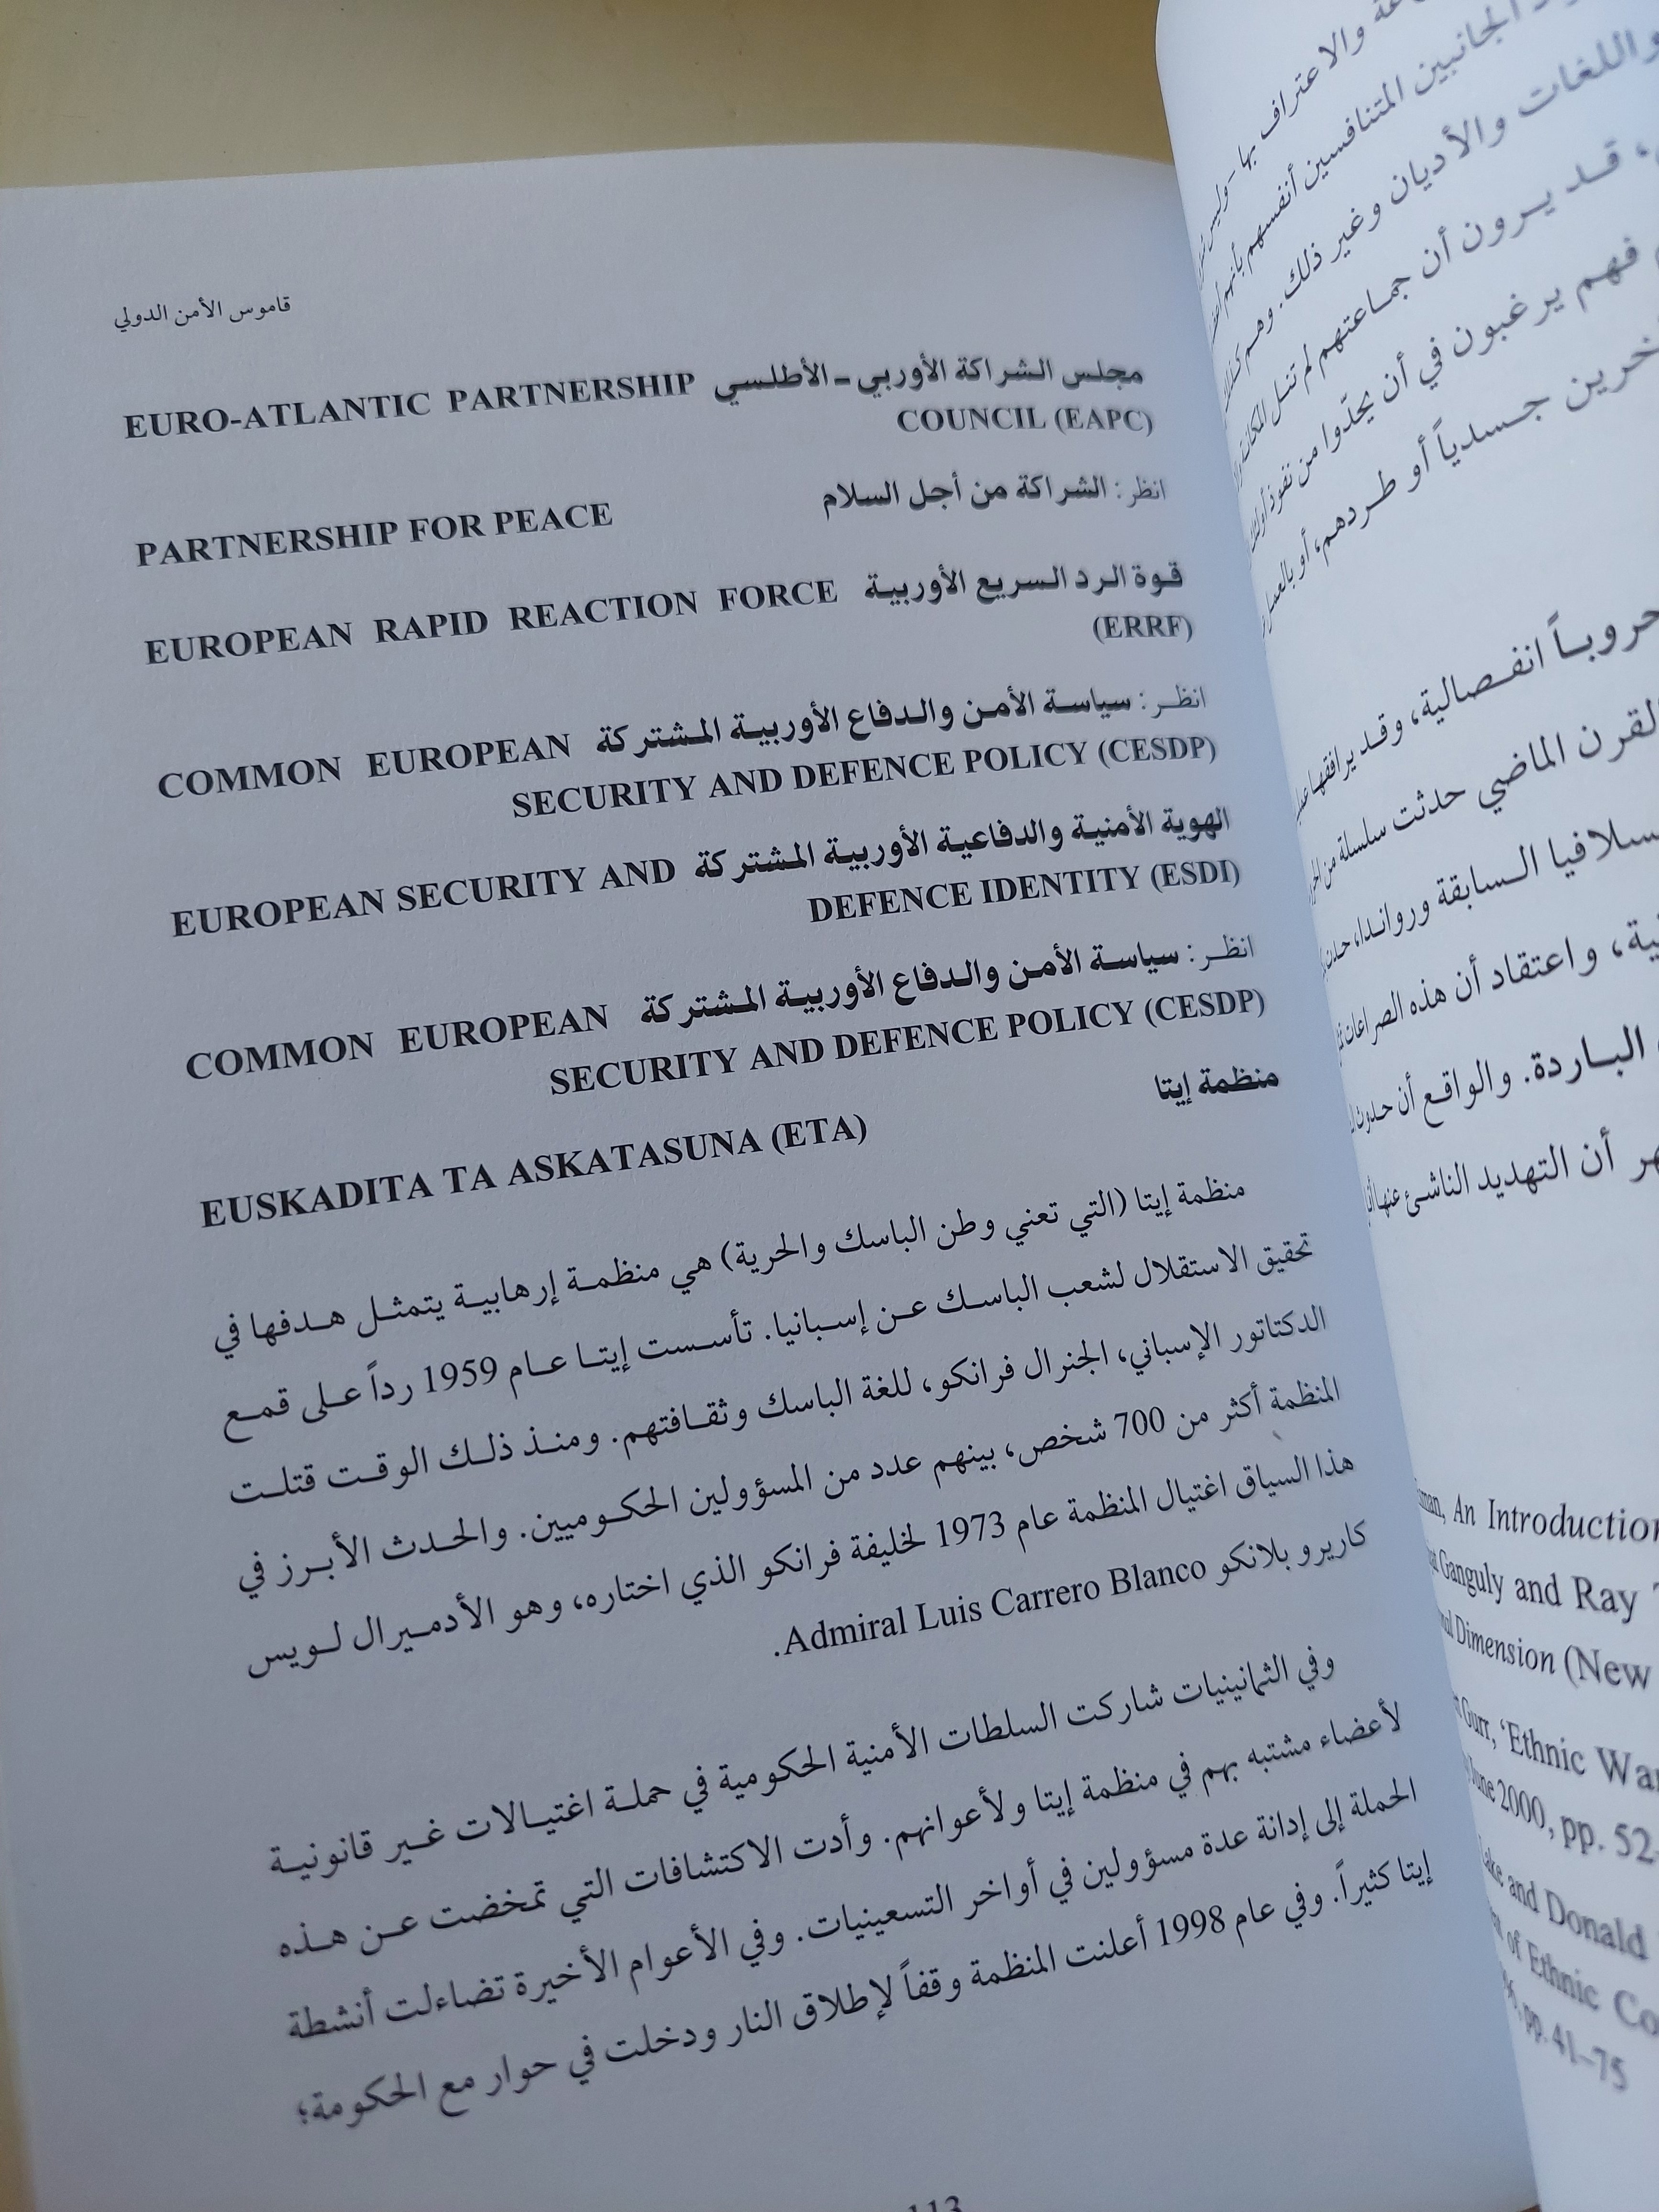 قاموس الأمن الدولي
مجلس الشراكة الأوربي - الأطلسي EURO-ATLANTIC PARTNERSHIP
COUNCIL (EAPC)
انظر: الشراكة من أجل السلام
PARTNERSHIP FOR PEACE
قوة الرد السريع الأوربية EUROPEAN RAPID REACTION FORCE
(ERRF)
انظر: سياسة الأمن والدفاع الأوربية المشتركة COMMON EUROPEAN
SECURITY AND DEFENCE POLICY (CESDP)
الهوية الأمنية والدفاعية الأوربية المشتركة EUROPEAN SECURITY AND
DEFENCE IDENTITY (ESDI)
انظر: سياسة الأمن والدفاع الأوربية المشتركة COMMON EUROPEAN
SECURITY AND DEFENCE POLICY (CESDP)
منظمة إيتا
EUSKADITA TA ASKATASUNA (ETA)
منظمة إيتا (التي تعني وطن الباسك والحرية) هي منظمة إرهابية يتمثل هدفها في
تحقيق الاستقلال لشعب الباسك عن إسبانيا. تأسست إيتا عام 1959 رداً على قمع
الدكتاتور الإسباني، الجنرال فرانكو، للغة الباسك وثقافتهم. ومنذ ذلك الوقت قتلت
المنظمة أكثر من 700 شخص، بينهم عدد من المسؤولين الحكوميين. والحدث الأبرز في
هذا السياق اغتيال المنظمة عام 1973 لخليفة فرانكو الذي اختاره، وهو الأدميرال لويس
كاريرو بلانكو Admiral Luis Carrero Blanco.
وفي الثمانينيات شاركت السلطات الأمنية الحكومية في حملة اغتيالات غير قانونية
لأعضاء مشتبه بهم في منظمة إيتا ولأعوانهم. وأدت الاكتشافات التي تمخضت عن هذه
الحملة إلى إدانة عدة مسؤولين في أواخر التسعينيات. وفي الأعوام الأخيرة تضاءلت أنشطة
إيتا كثيراً. وفي عام 1998 أعلنت المنظمة وقفاً لإطلاق النار ودخلت في حوار مع الحكومة؛
113
والاعتراف بها
الجانبين المتنافسين أنفسهم بأنهم
واللغات والأديان وغير ذلك. وهم
قد يرون أن جماعتهم لم تنل المكانة
فهم يرغبون في أن يحدّوا من نفوذ
جسدياً أو طردهم، أو بالعمل
حروباً انفصالية، وقد يرافقها
القرن الماضي حدثت سلسلة من
السابقة ورواندا، حدث
واعتقاد أن هذه الصراعات
الباردة. والواقع أن حدوث
أن التهديد الناشئ عنها
An Introduction
Ganguly and Ray
Dimension (New
Gurr, ‘Ethnic War
June 2000, pp. 52
and Donald
of Ethnic Co
pp. 41–75